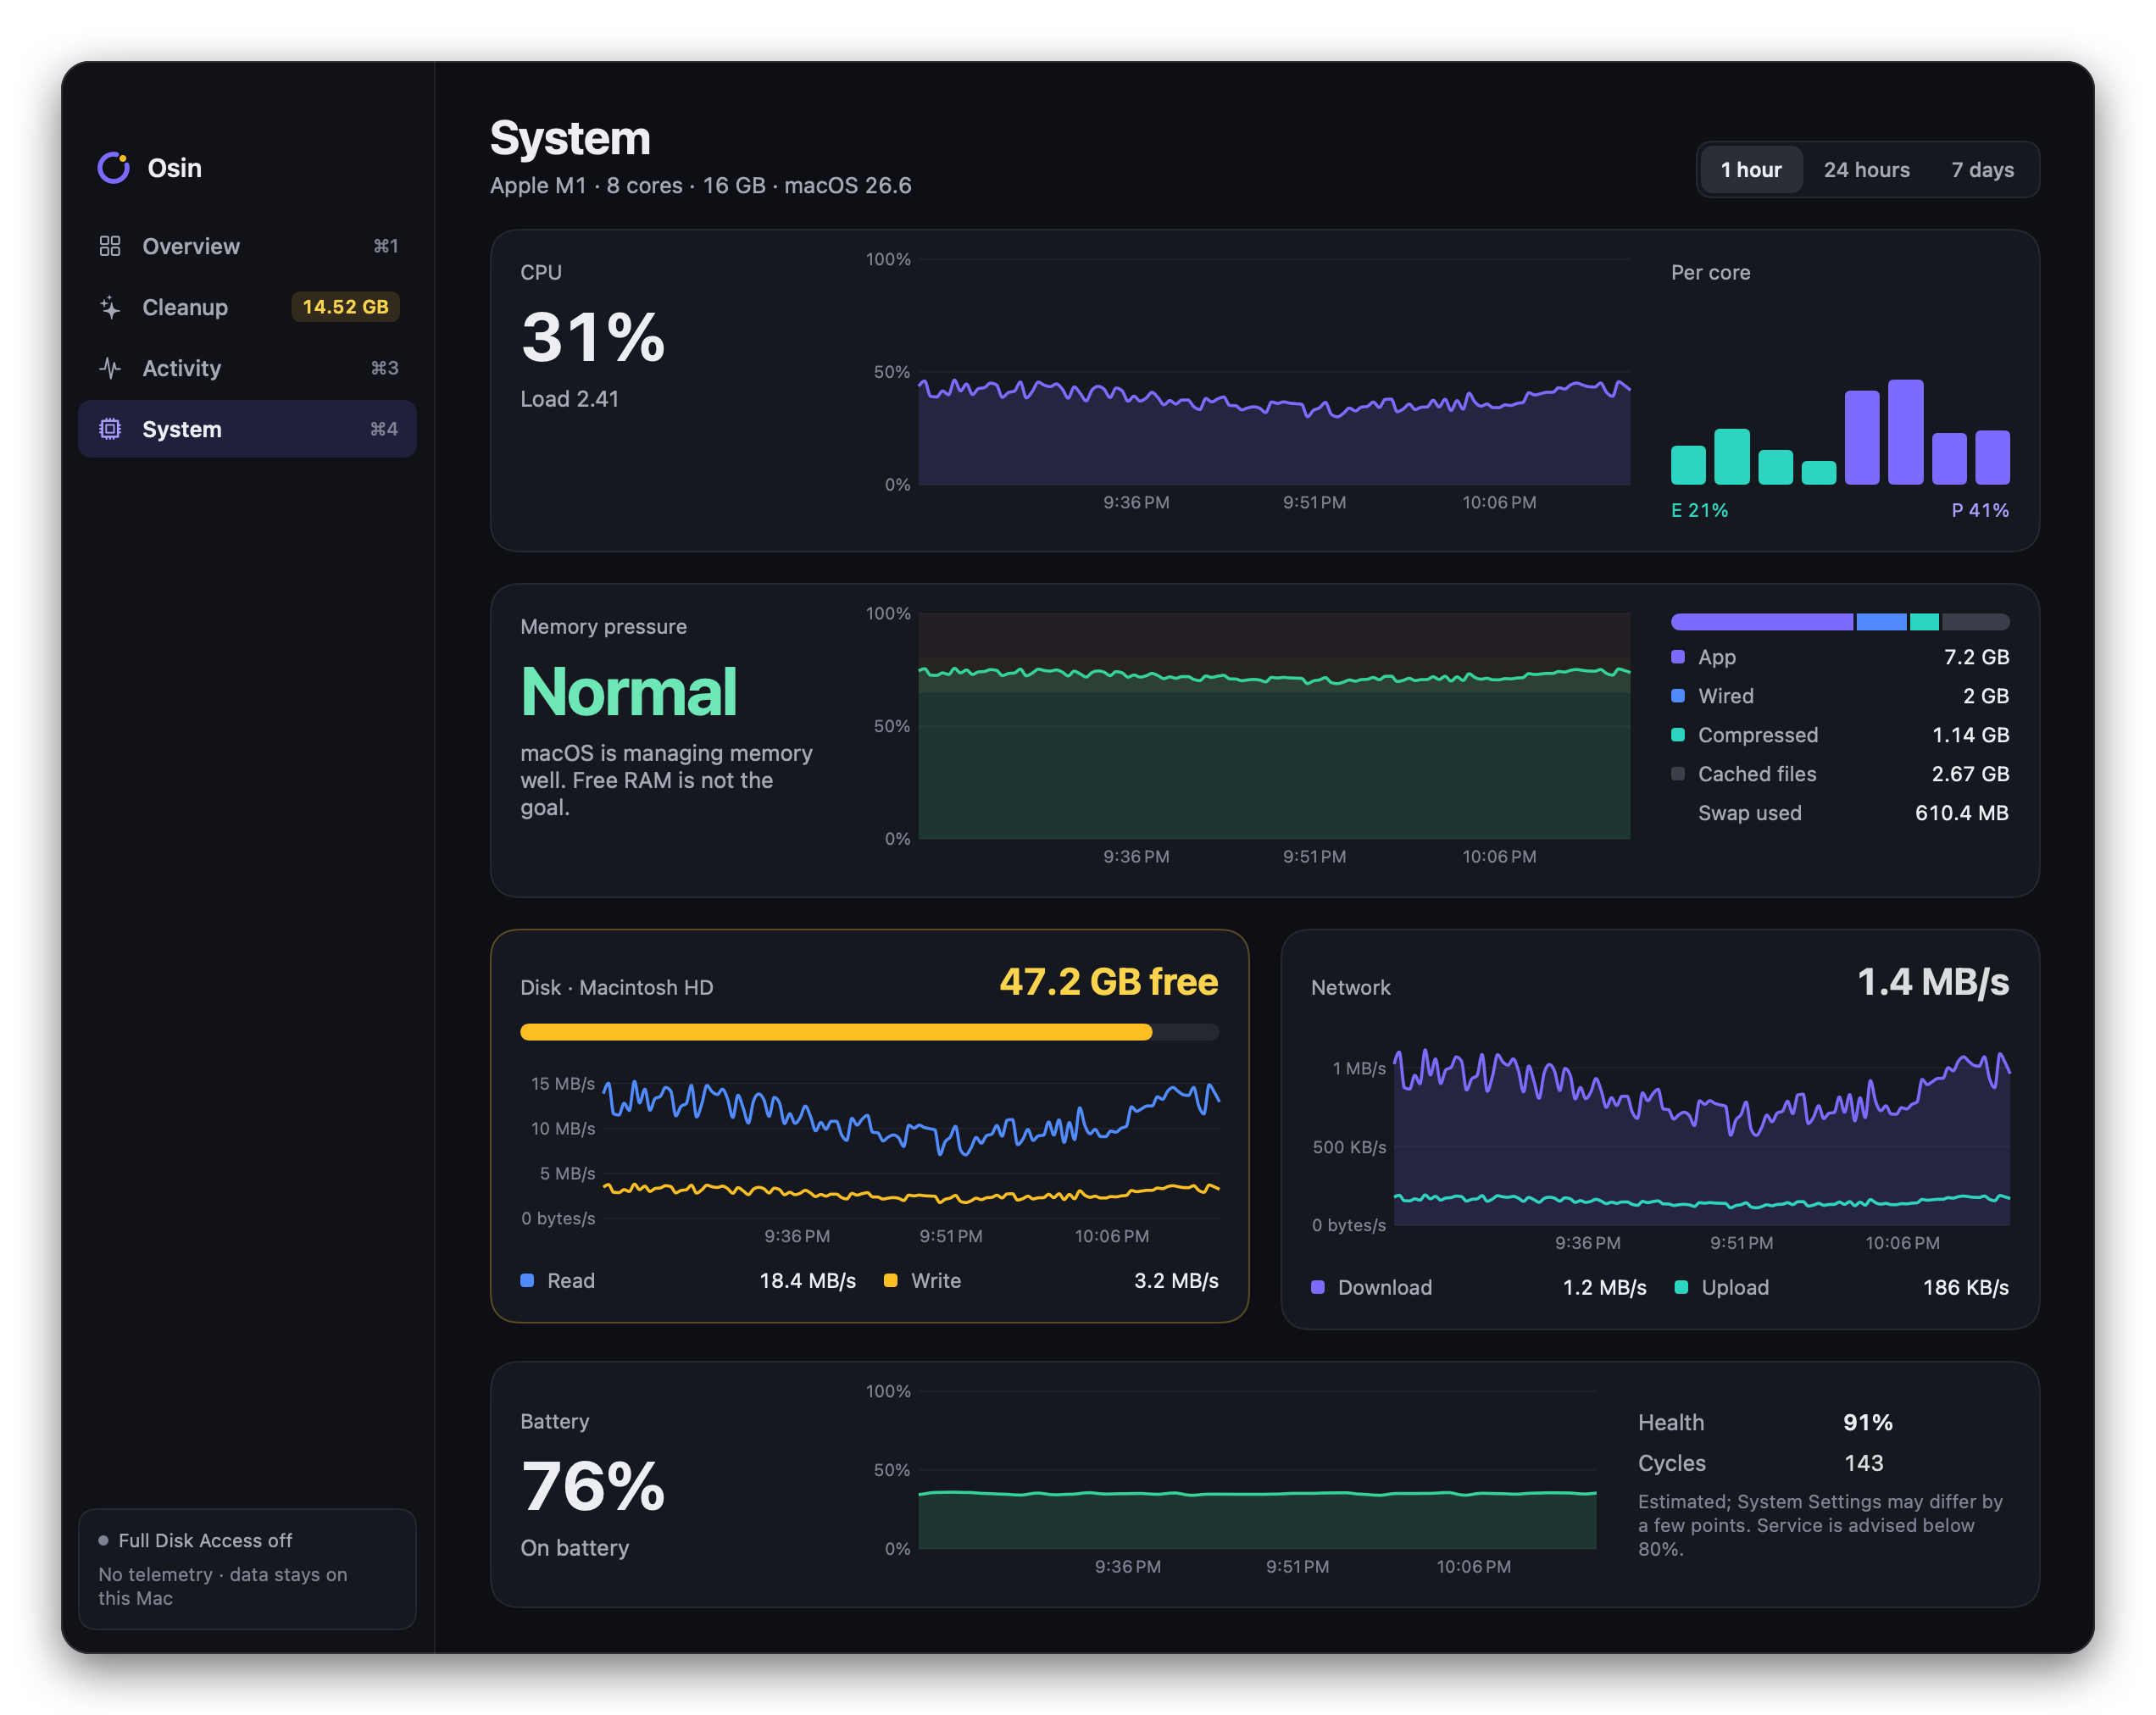 Osin
Overview ⌘1
Cleanup 14.52 GB
Activity ⌘3
System ⌘4
Full Disk Access off
No telemetry · data stays on
this Mac
System
Apple M1 · 8 cores · 16 GB · macOS 26.6
1 hour 24 hours 7 days
CPU
31%
Load 2.41
100%
50%
0%
9:36 PM 9:51 PM 10:06 PM
Per core
E 21% P 41%
Memory pressure
Normal
macOS is managing memory
well. Free RAM is not the
goal.
100%
50%
0%
9:36 PM 9:51 PM 10:06 PM
App 7.2 GB
Wired 2 GB
Compressed 1.14 GB
Cached files 2.67 GB
Swap used 610.4 MB
Disk · Macintosh HD 47.2 GB free
15 MB/s
10 MB/s
5 MB/s
0 bytes/s
9:36 PM 9:51 PM 10:06 PM
Read 18.4 MB/s Write 3.2 MB/s
Network 1.4 MB/s
1 MB/s
500 KB/s
0 bytes/s
9:36 PM 9:51 PM 10:06 PM
Download 1.2 MB/s Upload 186 KB/s
Battery
76%
On battery
100%
50%
0%
9:36 PM 9:51 PM 10:06 PM
Health 91%
Cycles 143
Estimated; System Settings may differ by
a few points. Service is advised below
80%.